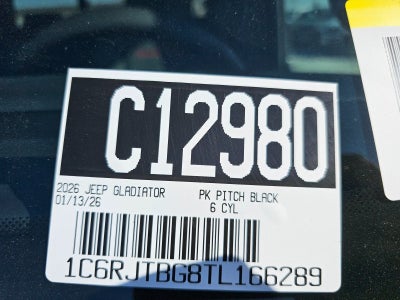 C12980
2026 JEEP GLADIATOR PK PITCH BLACK
01/13/26 6 CYL
1C6RJTBG8TL166289